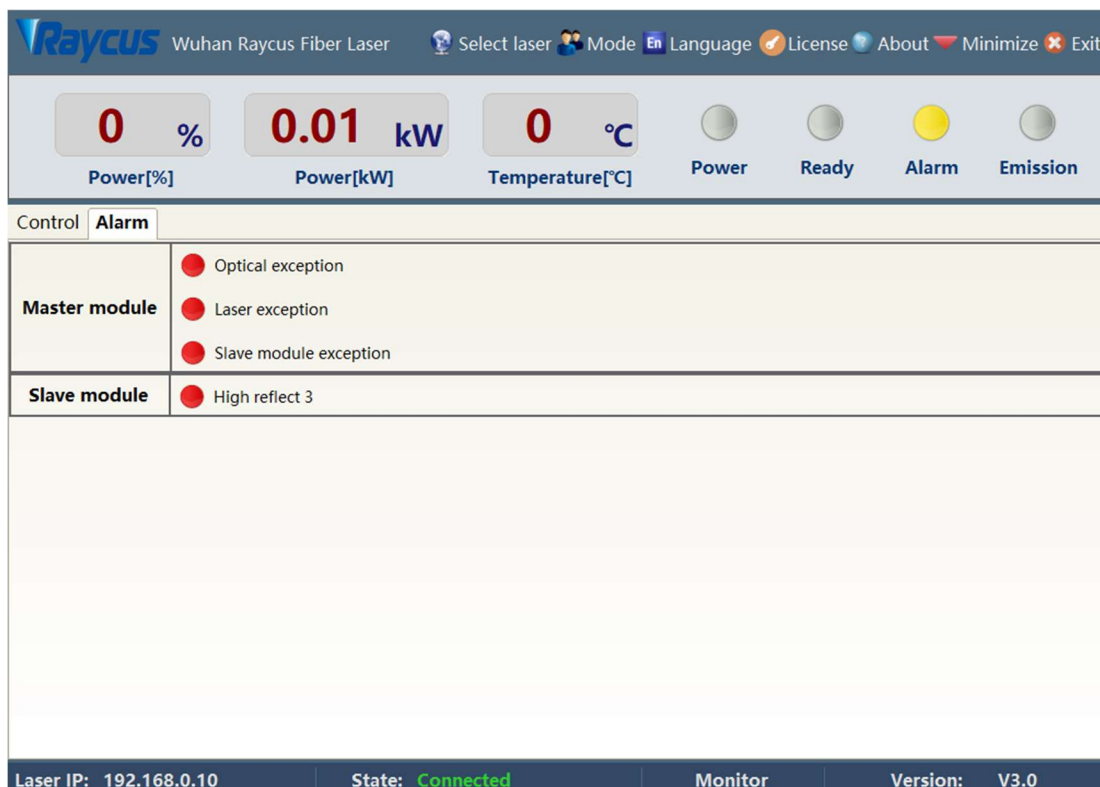 Raycus Wuhan Raycus Fiber Laser Select laser Mode En Language License About Minimize Exit
0 % 0.01 kW 0 °C
Power[%] Power[kW] Temperature[°C] Power Ready Alarm Emission
Control Alarm
Optical exception
Master module Laser exception
Slave module exception
Slave module High reflect 3
Laser IP: 192.168.0.10 State: Connected Monitor Version: V3.0